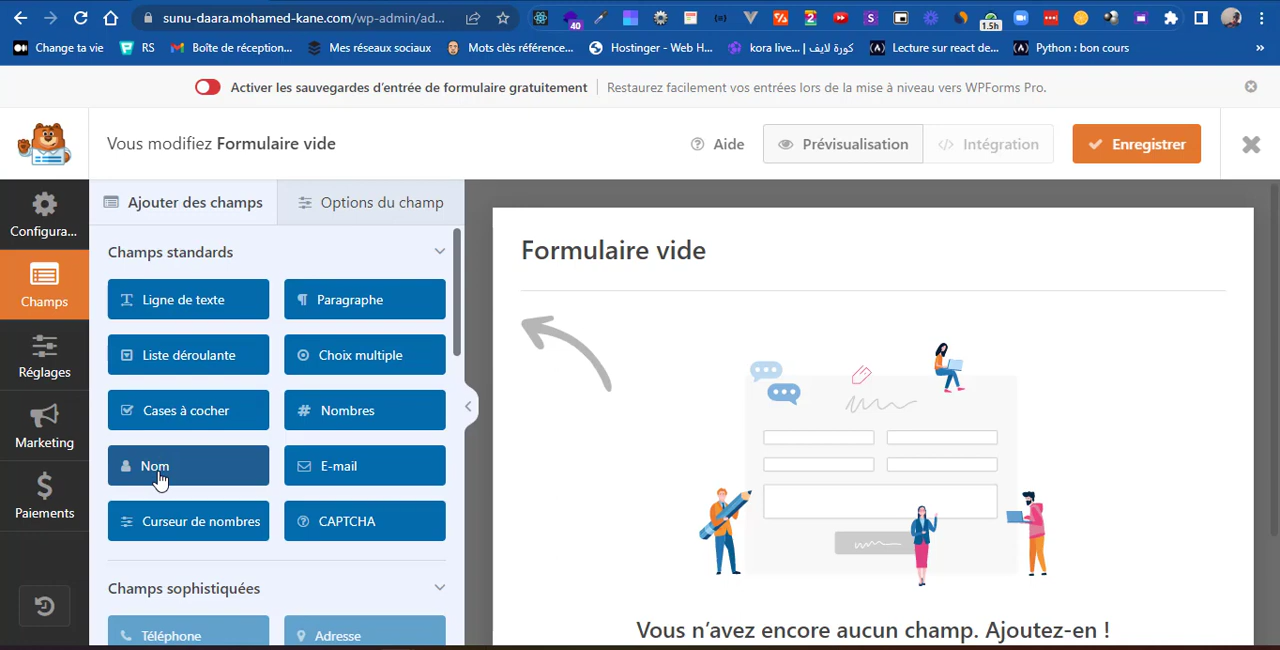 sunu-daara.mohamed-kane.com/wp-admin/ad...
40
2
S
1.5h
Change ta vie
RS
Boîte de réception...
Mes réseaux sociaux
Mots clés référence...
Hostinger - Web H...
kora live... | كورة لايف
Lecture sur react de...
Python : bon cours
»
Activer les sauvegardes d'entrée de formulaire gratuitement
Restaurez facilement vos entrées lors de la mise à niveau vers WPForms Pro.
Vous modifiez Formulaire vide
Aide
Prévisualisation
Intégration
Enregistrer
Configura...
Champs
Réglages
Marketing
Paiements
Ajouter des champs
Options du champ
Champs standards
Ligne de texte
Paragraphe
Liste déroulante
Choix multiple
Cases à cocher
Nombres
Nom
E-mail
Curseur de nombres
CAPTCHA
Champs sophistiquées
Téléphone
Adresse
Formulaire vide
Vous n'avez encore aucun champ. Ajoutez-en !